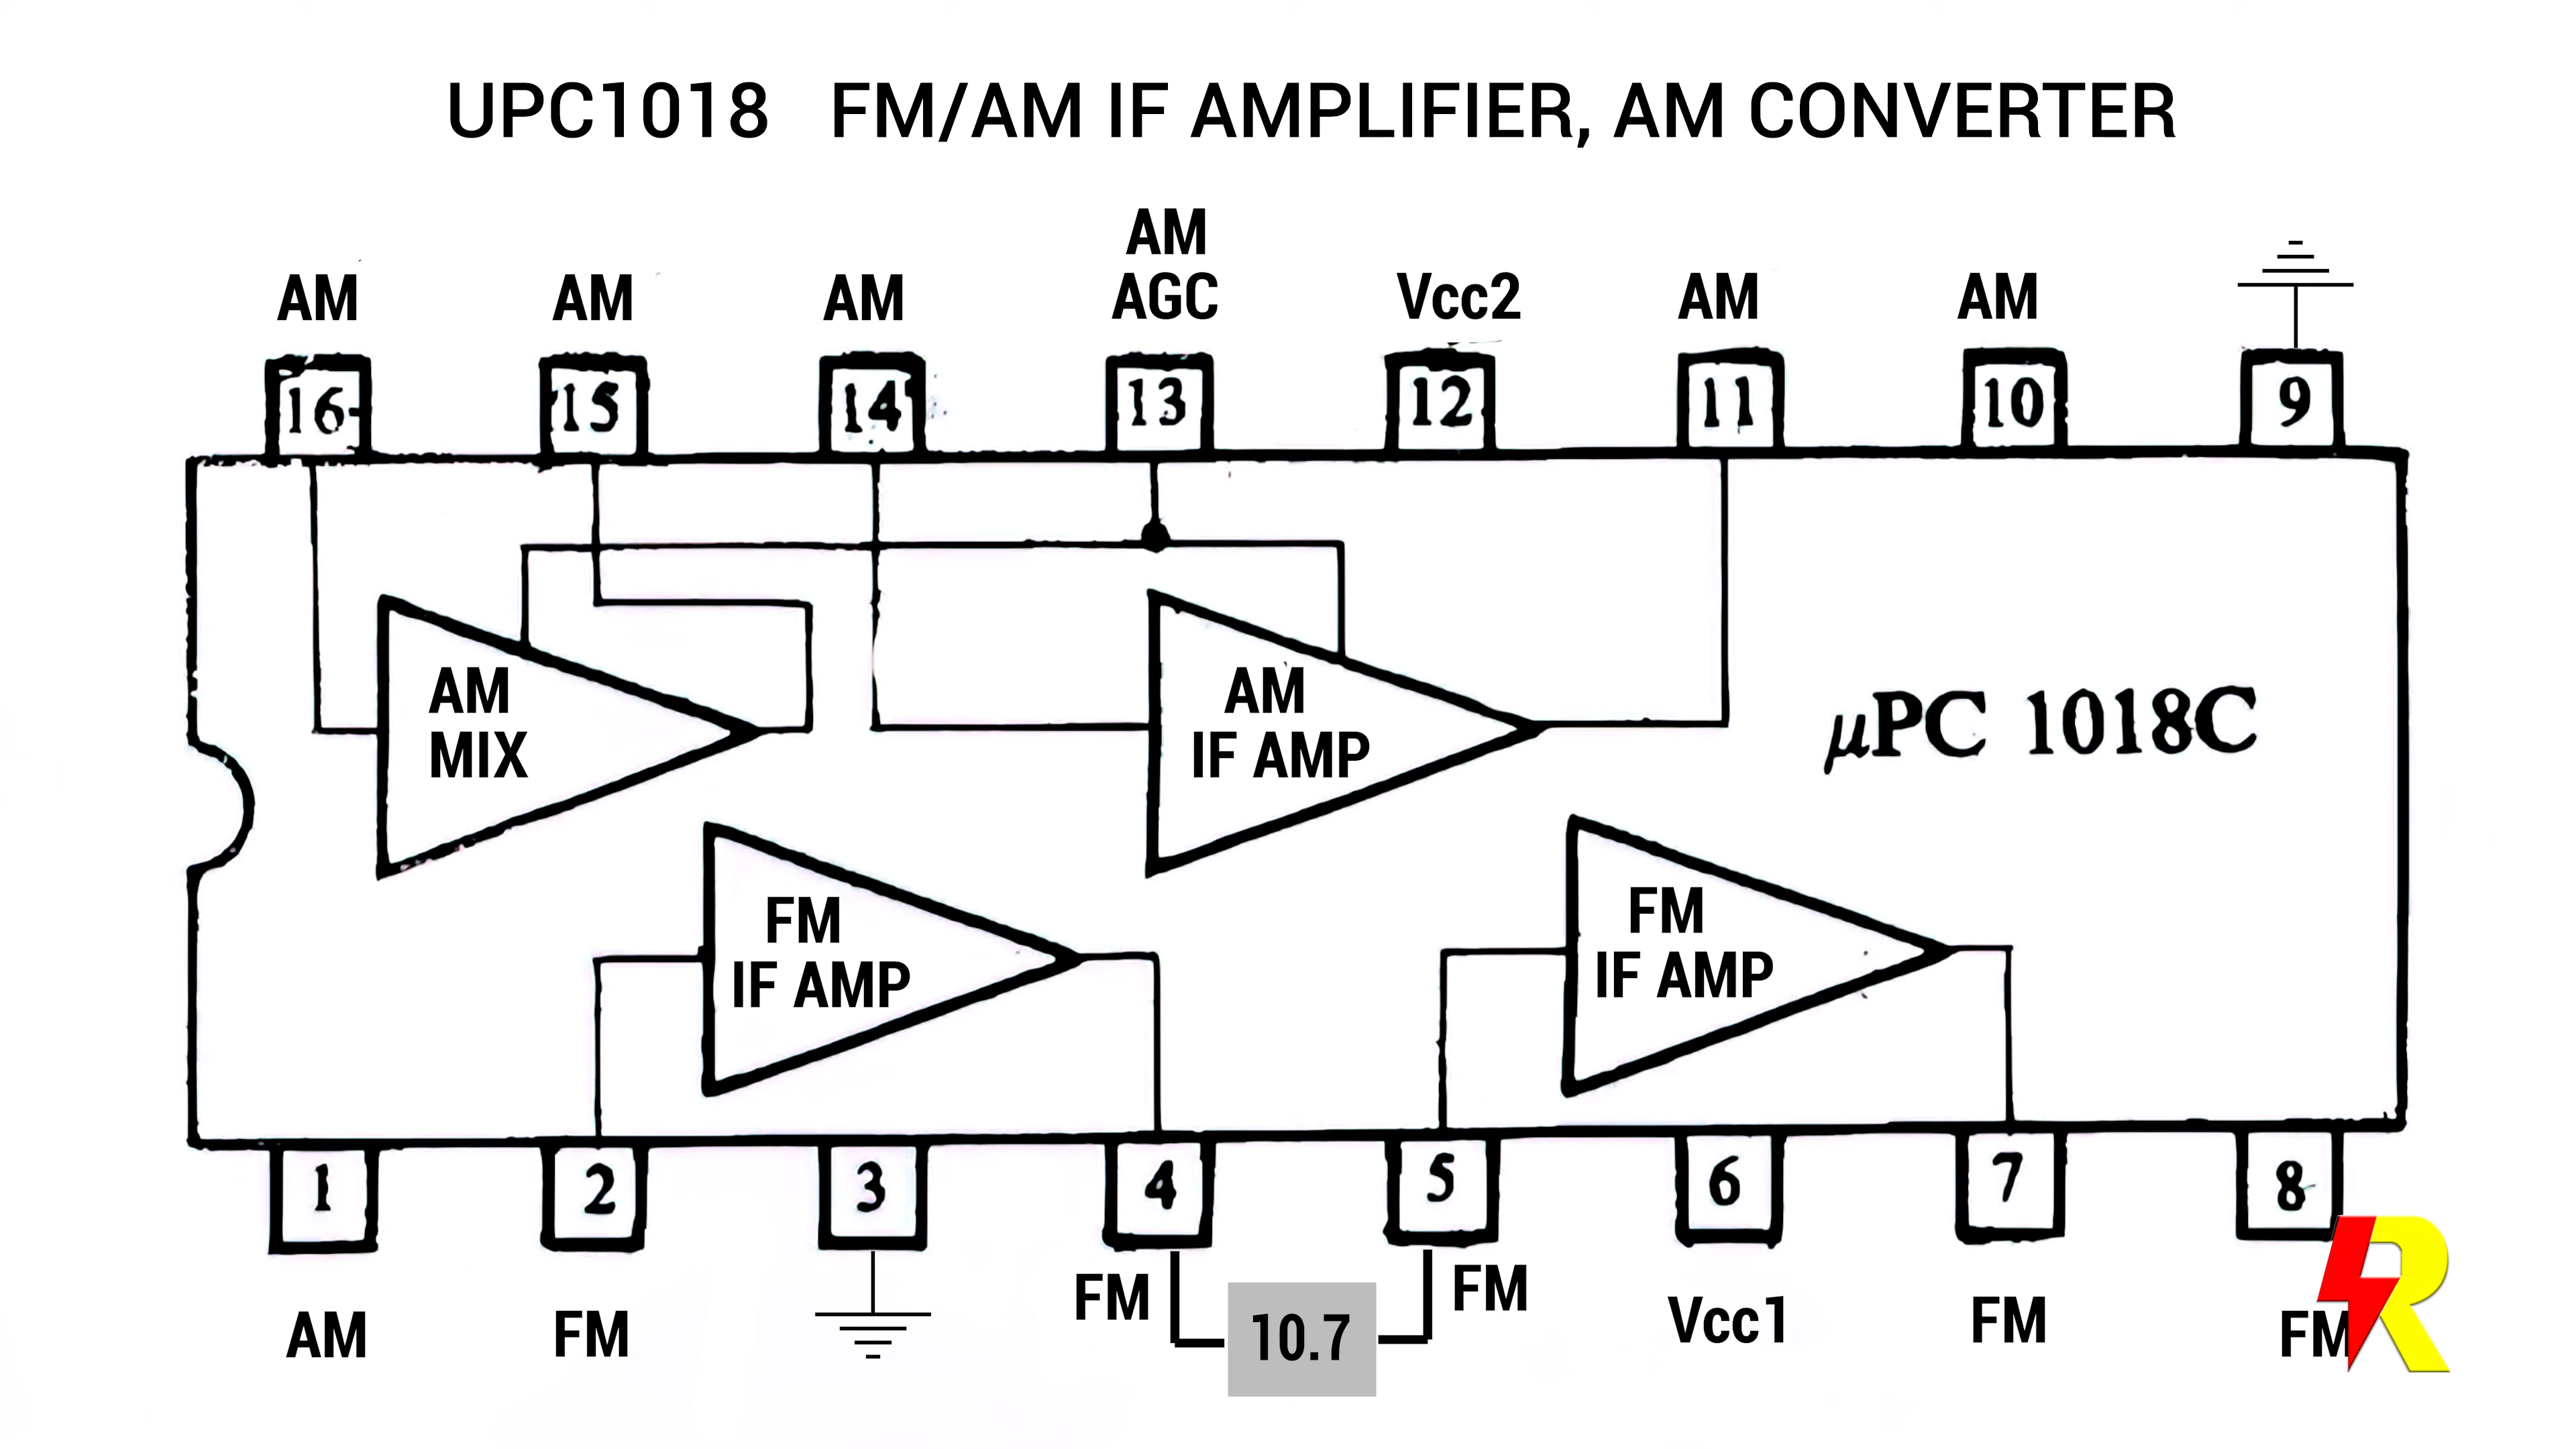 UPC1018 FM/AM IF AMPLIFIER, AM CONVERTER
AM
AM
AM
AM
AGC
Vcc2
AM
AM
16
15
14
13
12
11
10
9
AM
MIX
AM
IF AMP
µPC 1018C
FM
IF AMP
FM
IF AMP
1
2
3
4
5
6
7
8
AM
FM
FM
10.7
FM
Vcc1
FM
FM
R